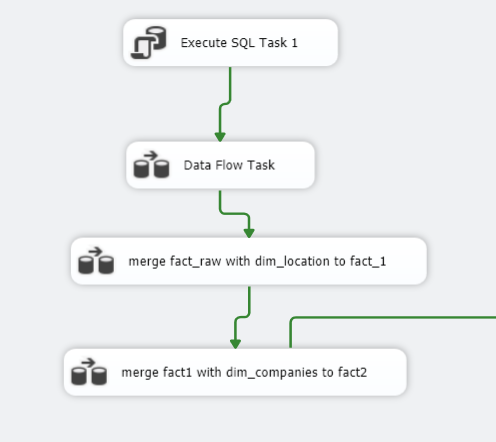 Execute SQL Task 1
Data Flow Task
merge fact_raw with dim_location to fact_1
merge fact1 with dim_companies to fact2